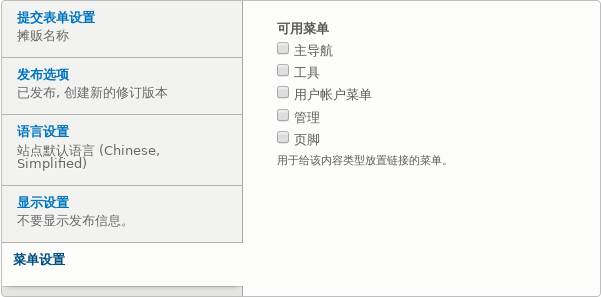 提交表单设置
摊贩名称
发布选项
已发布, 创建新的修订版本
语言设置
站点默认语言 (Chinese,
Simplified)
显示设置
不要显示发布信息。
菜单设置
可用菜单
主导航
工具
用户帐户菜单
管理
页脚
用于给该内容类型放置链接的菜单。